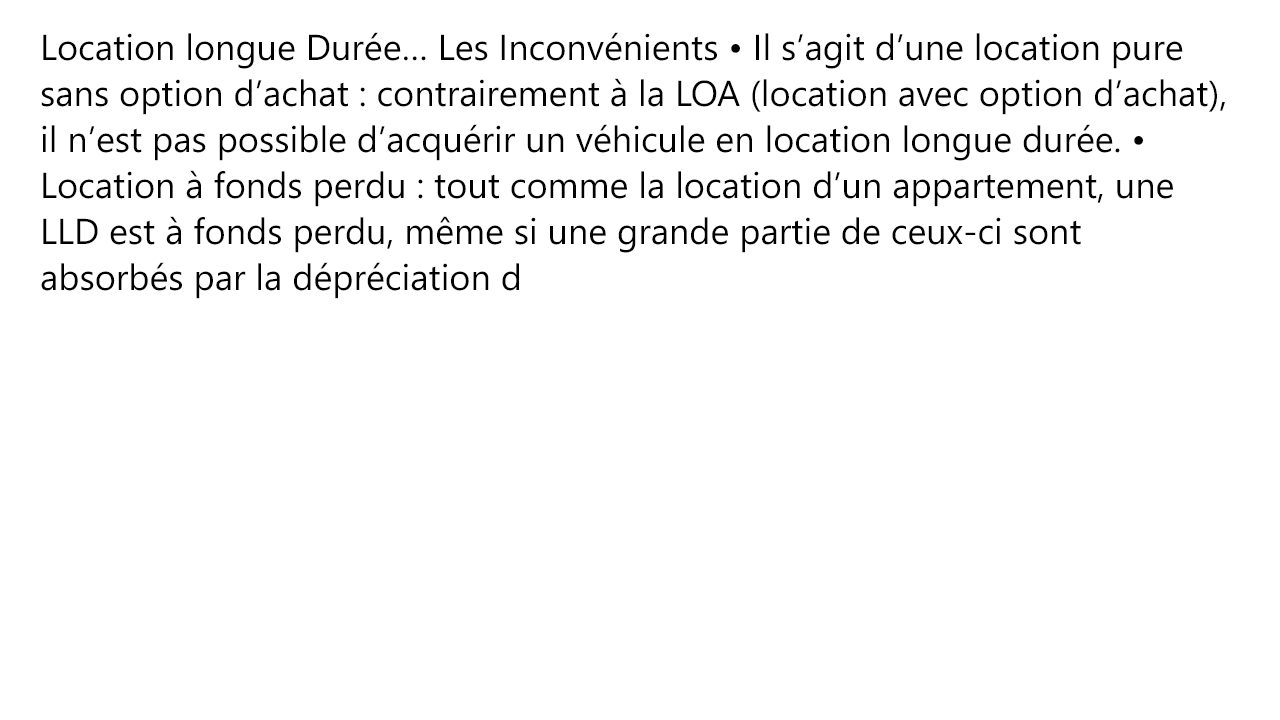 Location longue Durée… Les Inconvénients • Il s’agit d’une location pure
sans option d’achat : contrairement à la LOA (location avec option d’achat),
il n’est pas possible d’acquérir un véhicule en location longue durée. •
Location à fonds perdu : tout comme la location d’un appartement, une
LLD est à fonds perdu, même si une grande partie de ceux-ci sont
absorbés par la dépréciation d